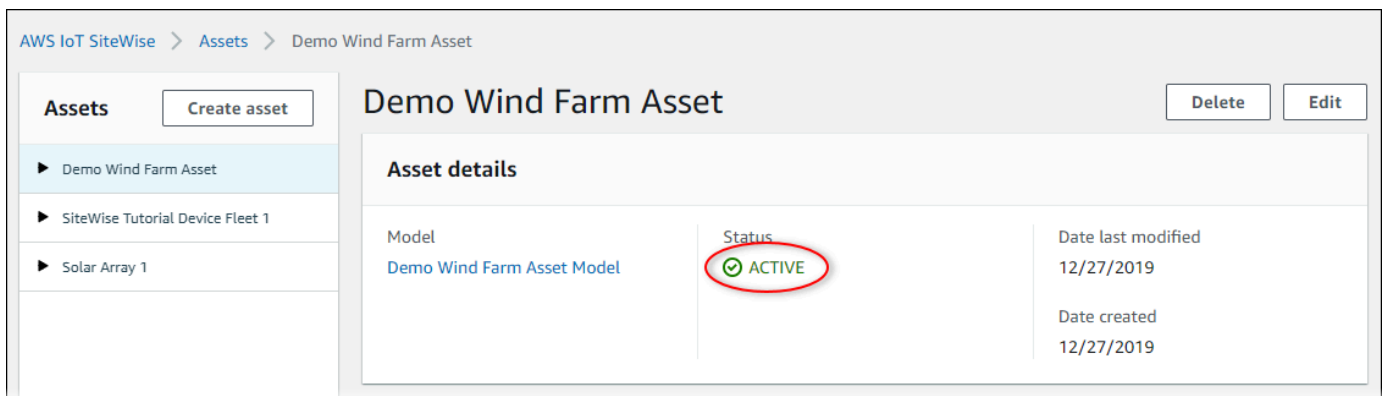 AWS IoT SiteWise > Assets > Demo Wind Farm Asset
Assets
Create asset
Demo Wind Farm Asset
SiteWise Tutorial Device Fleet 1
Solar Array 1
Demo Wind Farm Asset
Delete
Edit
Asset details
Model
Demo Wind Farm Asset Model
Status
ACTIVE
Date last modified
12/27/2019
Date created
12/27/2019